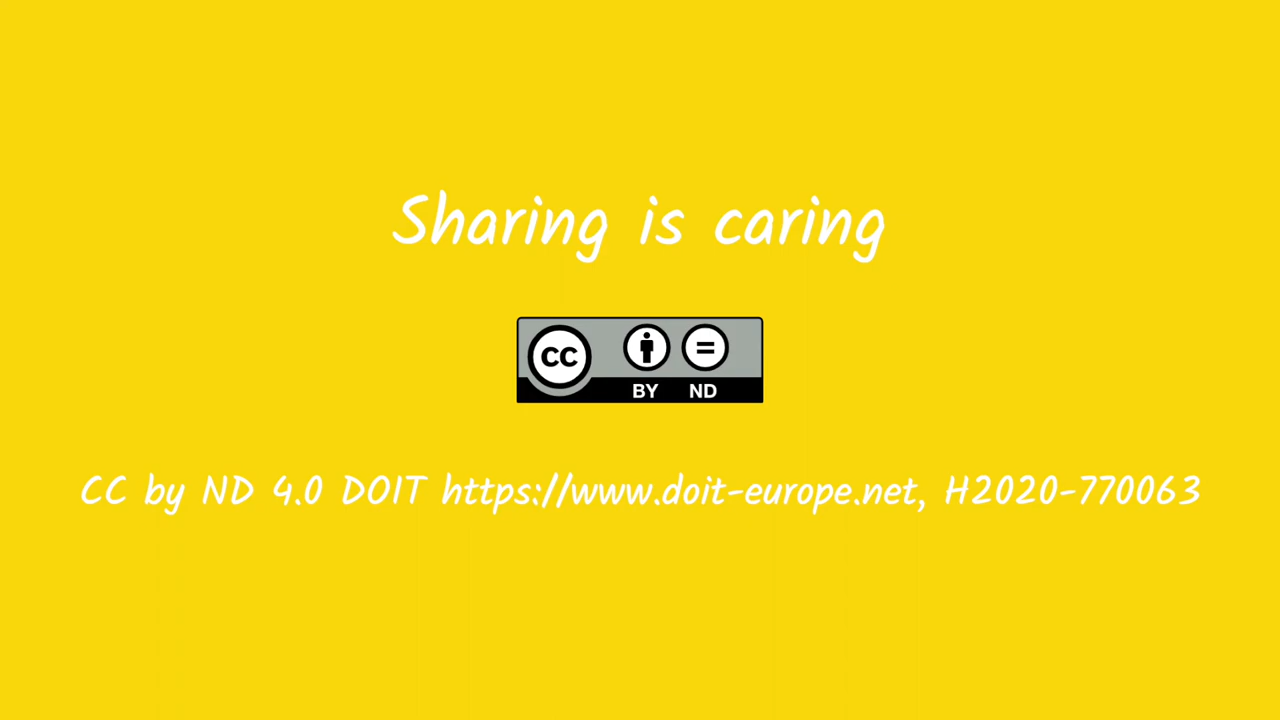 Sharing is caring
CC BY ND
CC by ND 4.0 DOIT https://www.doit-europe.net, H2020-770063